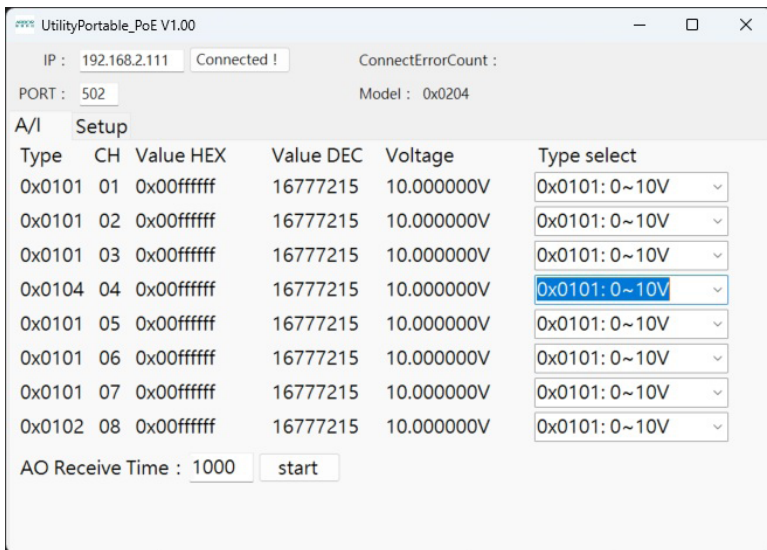 UtilityPortable_PoE V1.00
IP : 192.168.2.111 Connected ! ConnectErrorCount :
PORT : 502 Model : 0x0204
A/I Setup
Type CH Value HEX Value DEC Voltage Type select
0x0101 01 0x00ffffff 16777215 10.000000V 0x0101: 0~10V
0x0101 02 0x00ffffff 16777215 10.000000V 0x0101: 0~10V
0x0101 03 0x00ffffff 16777215 10.000000V 0x0101: 0~10V
0x0104 04 0x00ffffff 16777215 10.000000V 0x0101: 0~10V
0x0101 05 0x00ffffff 16777215 10.000000V 0x0101: 0~10V
0x0101 06 0x00ffffff 16777215 10.000000V 0x0101: 0~10V
0x0101 07 0x00ffffff 16777215 10.000000V 0x0101: 0~10V
0x0102 08 0x00ffffff 16777215 10.000000V 0x0101: 0~10V
AO Receive Time : 1000 start